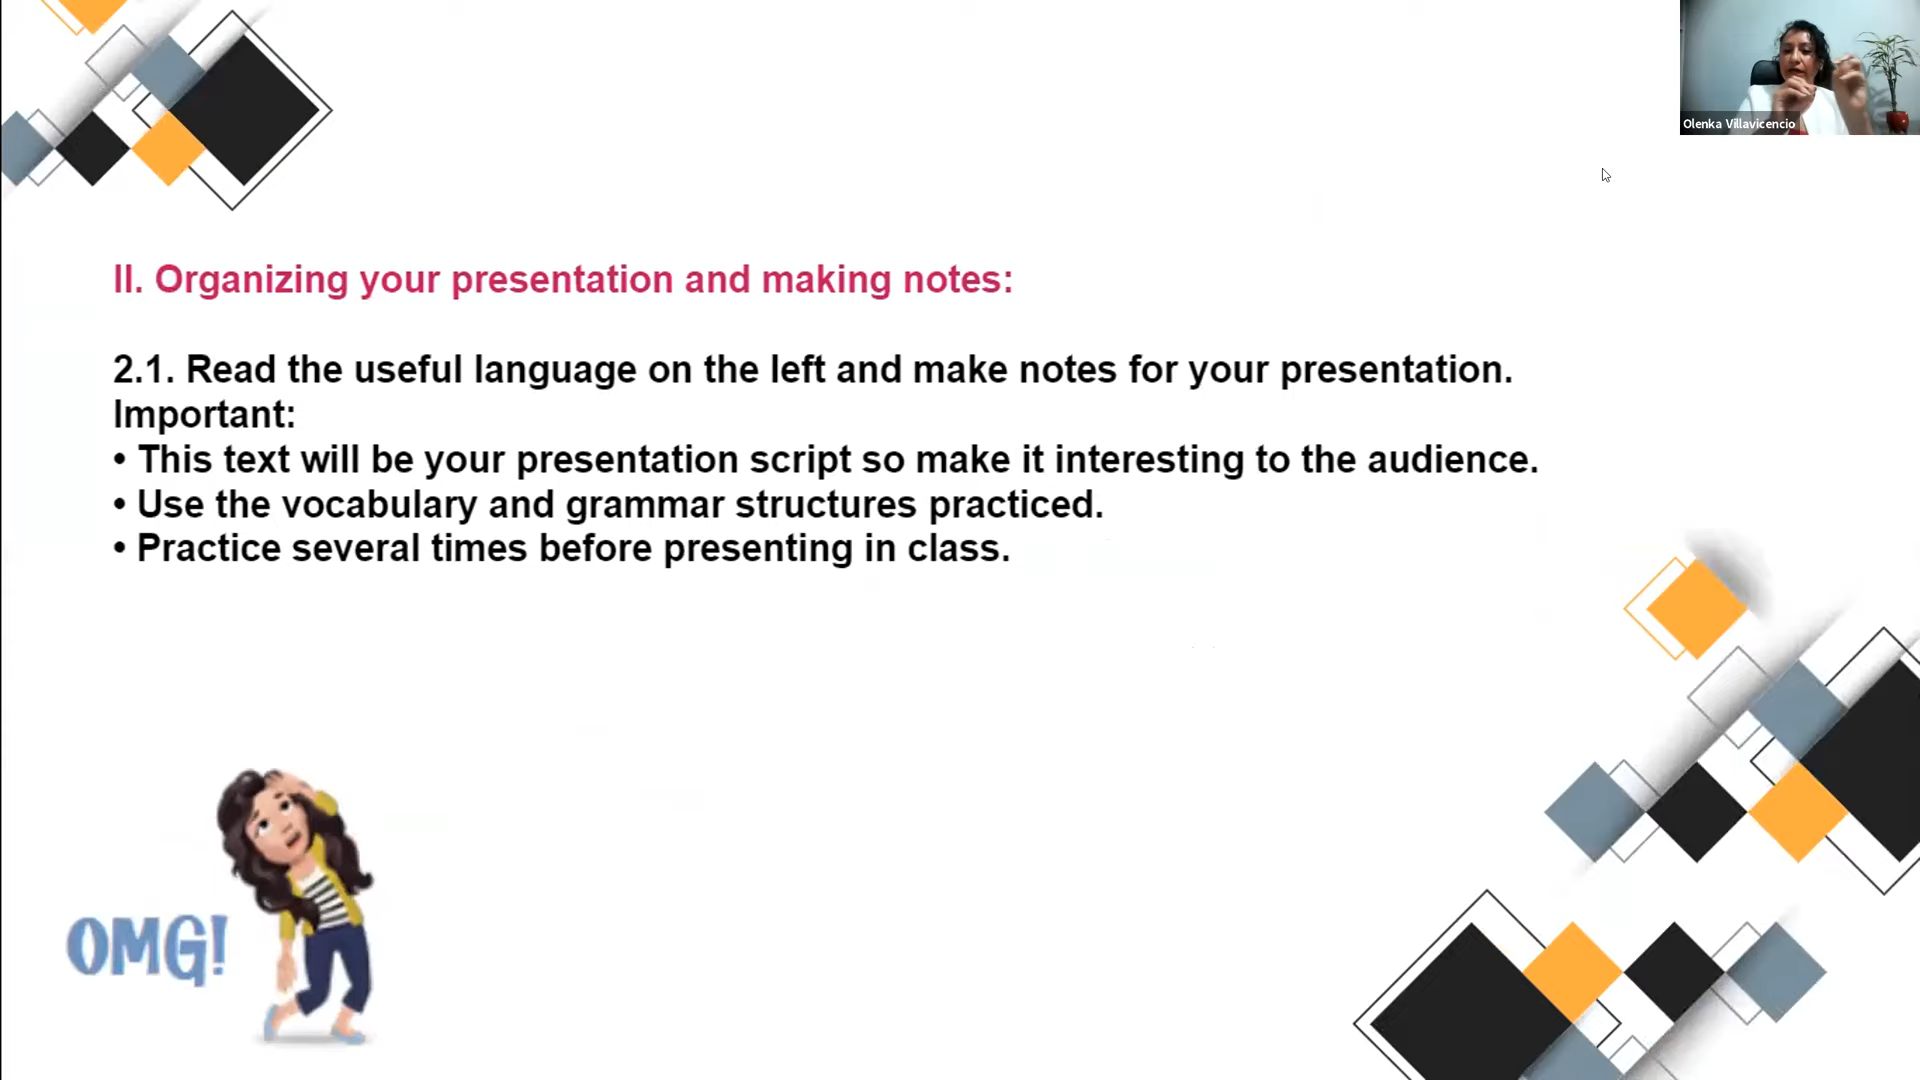 Olenka Villavicencio
II. Organizing your presentation and making notes:
2.1. Read the useful language on the left and make notes for your presentation.
Important:
• This text will be your presentation script so make it interesting to the audience.
• Use the vocabulary and grammar structures practiced.
• Practice several times before presenting in class.
OMG!